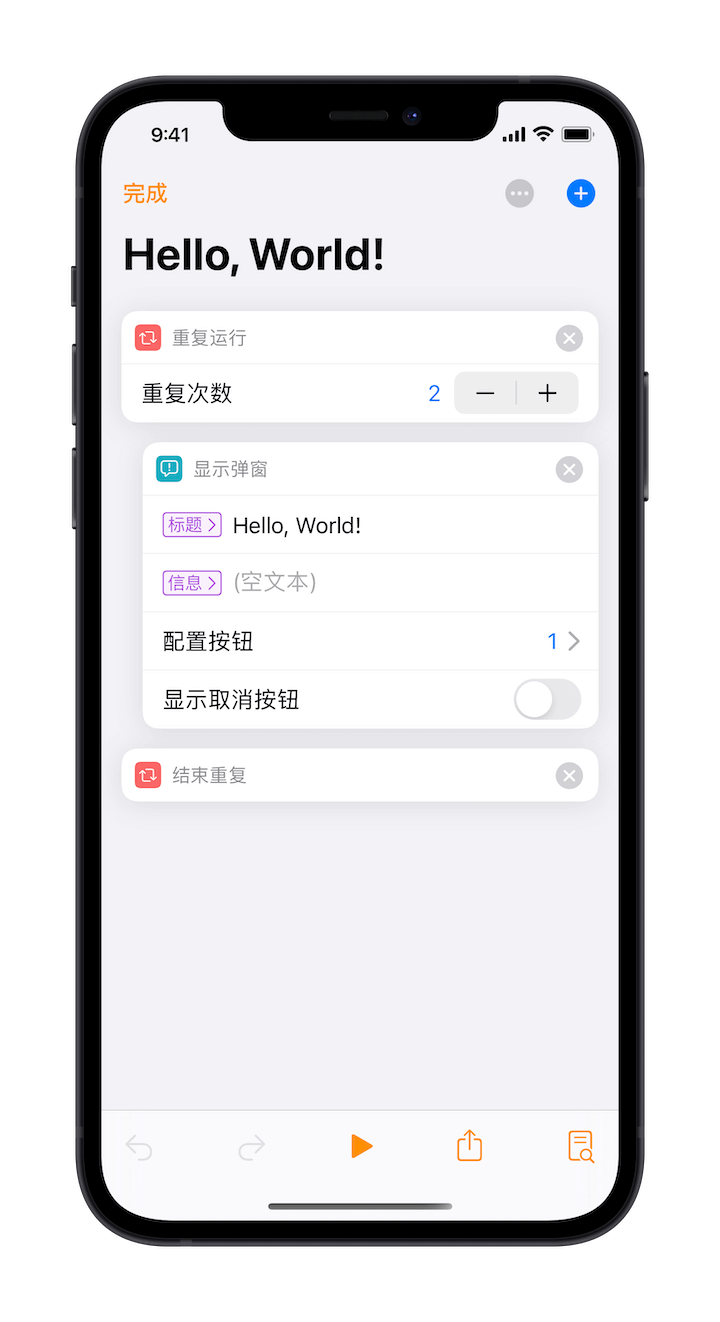 9:41
完成
Hello, World!
重复运行
重复次数 2
显示弹窗
标题 Hello, World!
信息 (空文本)
配置按钮 1
显示取消按钮
结束重复